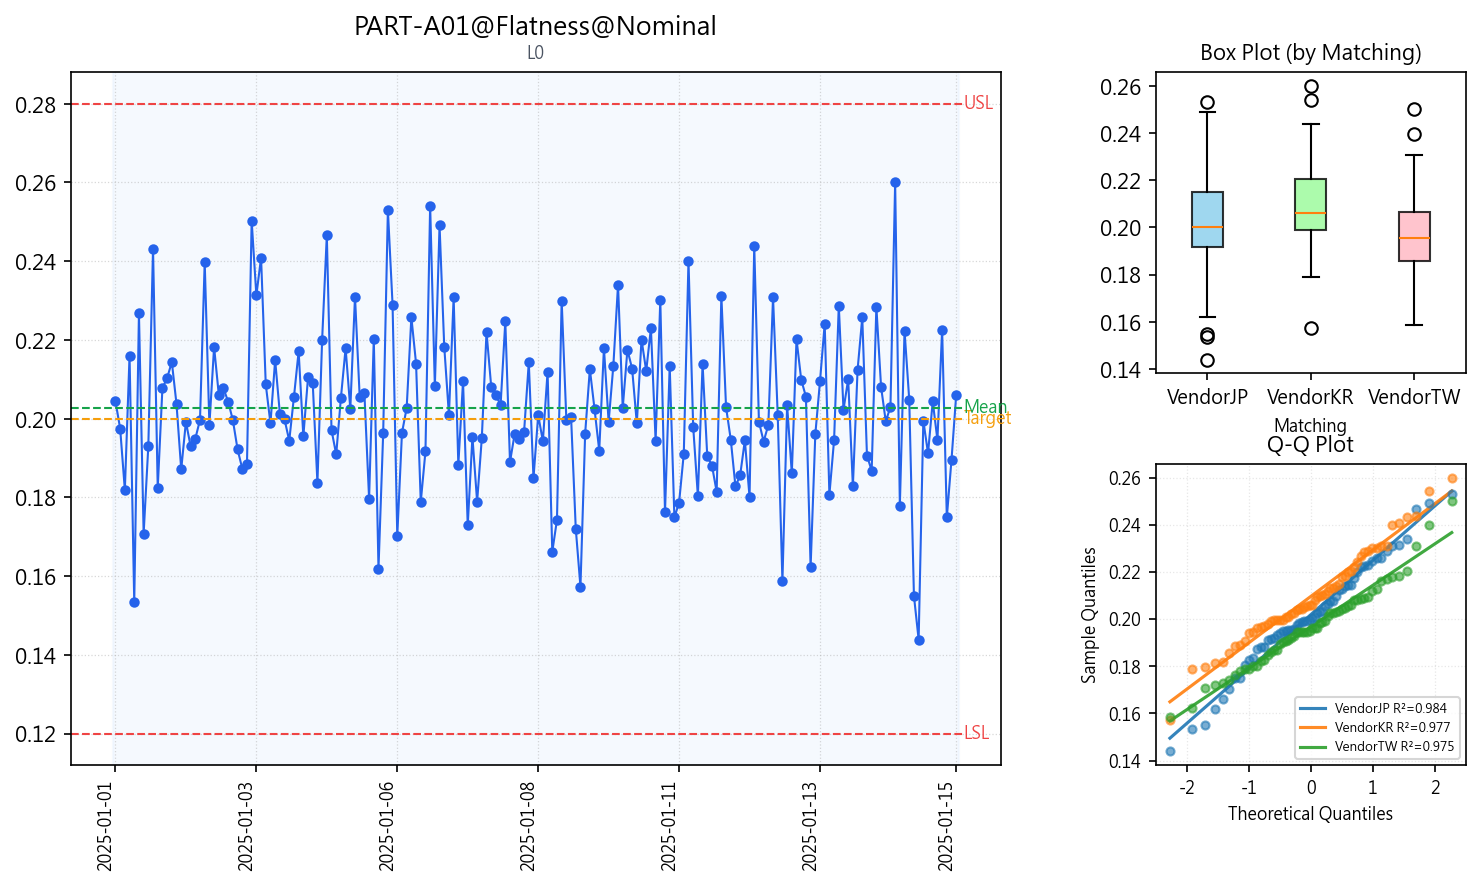 PART-A01@Flatness@Nominal
L0
0.28
0.26
0.24
0.22
0.20
0.18
0.16
0.14
0.12
USL
Mean
Target
LSL
2025-01-01
2025-01-03
2025-01-06
2025-01-08
2025-01-11
2025-01-13
2025-01-15
Box Plot (by Matching)
0.26
0.24
0.22
0.20
0.18
0.16
0.14
VendorJP VendorKR VendorTW
Matching
Q-Q Plot
Sample Quantiles
0.26
0.24
0.22
0.20
0.18
0.16
0.14
VendorJP R²=0.984
VendorKR R²=0.977
VendorTW R²=0.975
-2 -1 0 1 2
Theoretical Quantiles